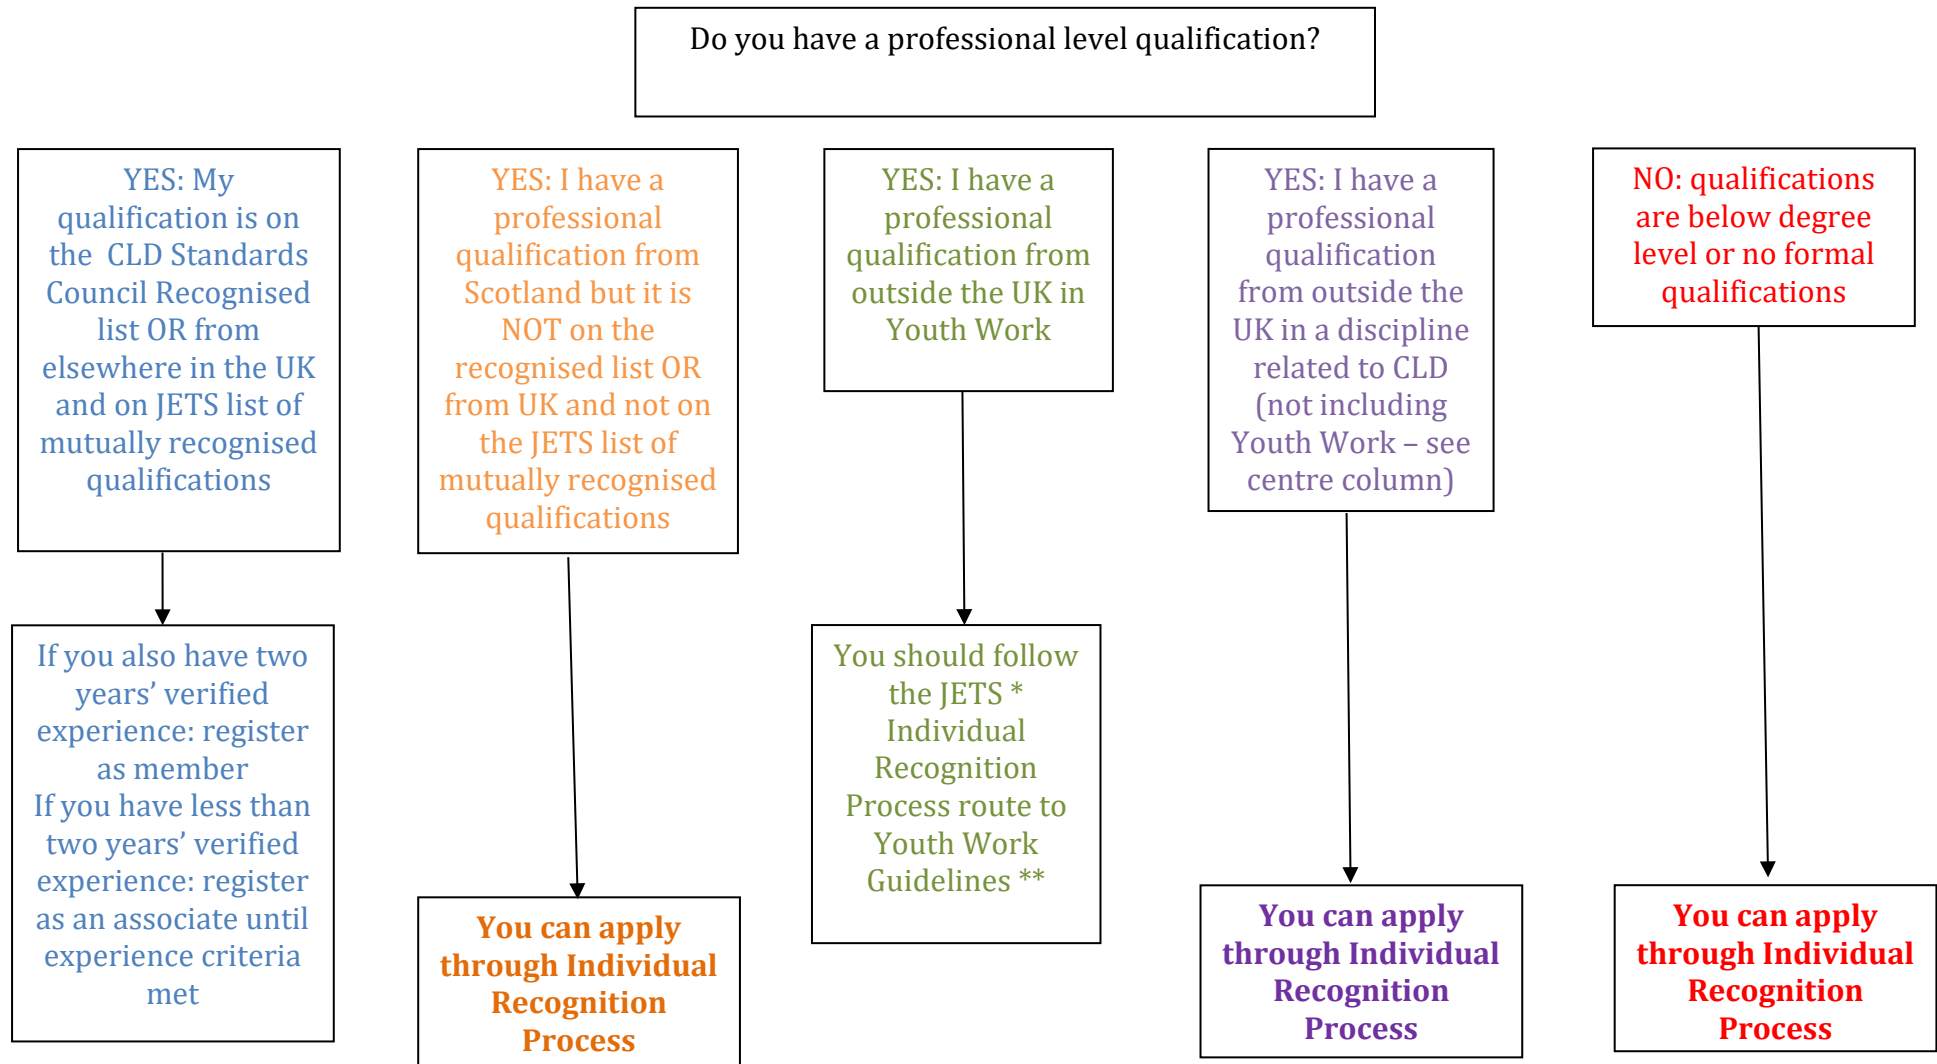 Do you have a professional level qualification?
YES: My
qualification is on
the CLD Standards
Council Recognised
list OR from
elsewhere in the UK
and on JETS list of
mutually recognised
qualifications
YES: I have a
professional
qualification from
Scotland but it is
NOT on the
recognised list OR
from UK and not on
the JETS list of
mutually recognised
qualifications
YES: I have a
professional
qualification from
outside the UK in
Youth Work
YES: I have a
professional
qualification
from outside the
UK in a discipline
related to CLD
(not including
Youth Work – see
centre column)
NO: qualifications
are below degree
level or no formal
qualifications
If you also have two
years’ verified
experience: register
as member
If you have less than
two years’ verified
experience: register
as an associate until
experience criteria
met
You can apply
through Individual
Recognition
Process
You should follow
the JETS *
Individual
Recognition
Process route to
Youth Work
Guidelines **
You can apply
through Individual
Recognition
Process
You can apply
through Individual
Recognition
Process